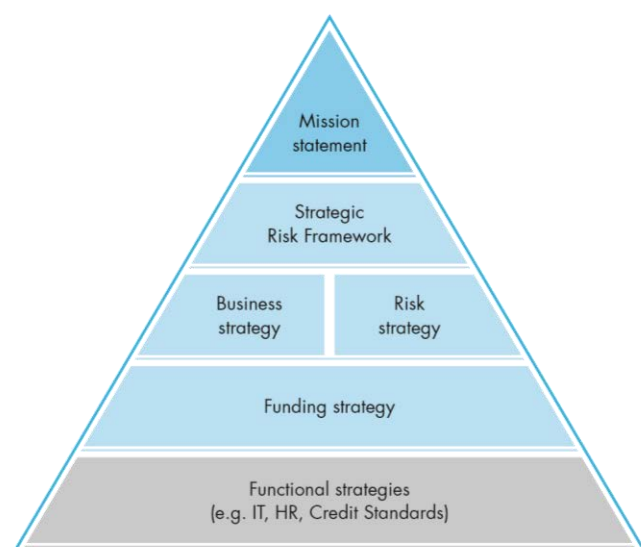 Mission
statement
Strategic
Risk Framework
Business
strategy
Risk
strategy
Funding strategy
Functional strategies
(e.g. IT, HR, Credit Standards)